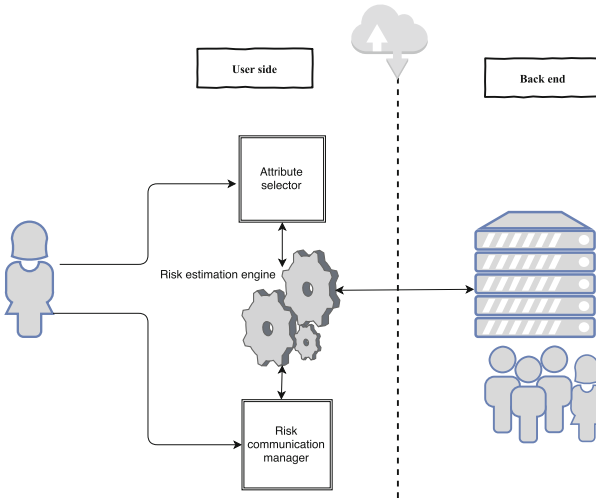 User side
Back end
Attribute
selector
Risk estimation engine
Risk
communication
manager